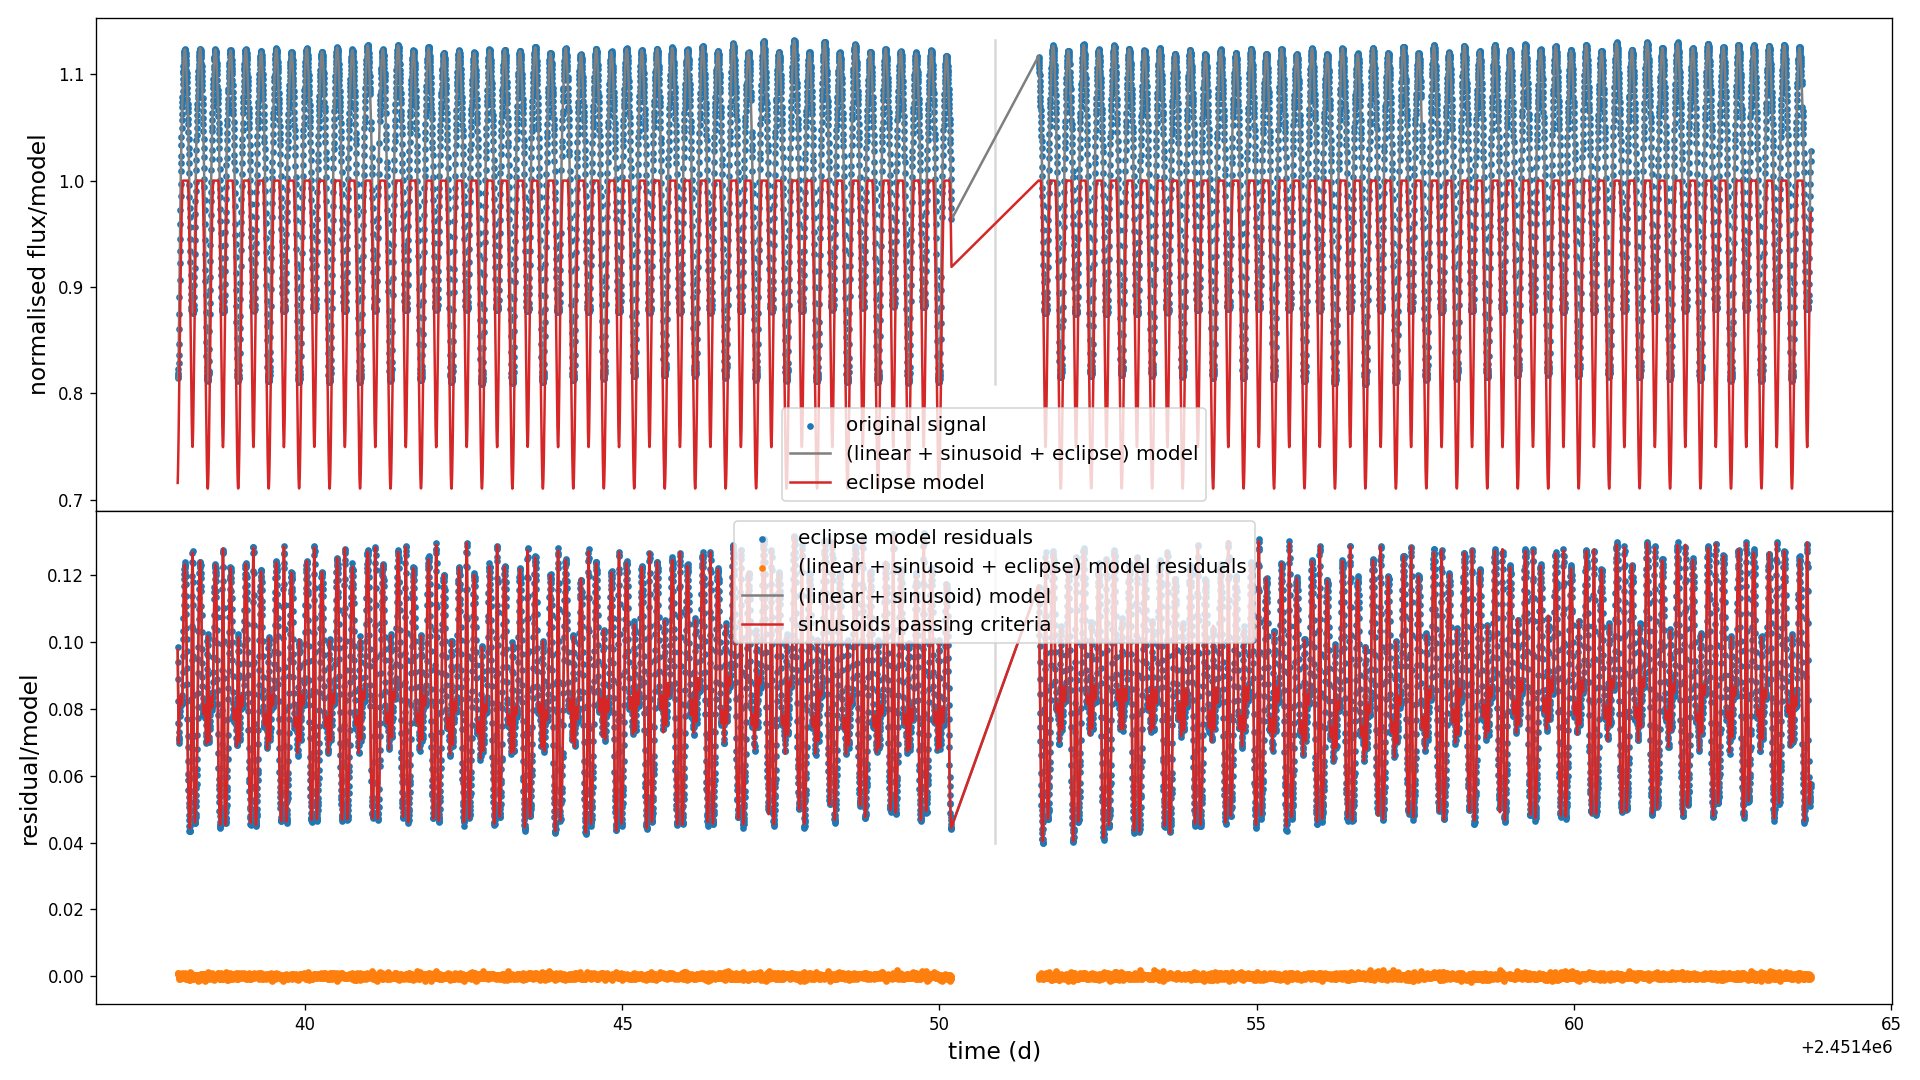 normalised flux/model
1.1
1.0
0.9
0.8
0.7
original signal
(linear + sinusoid + eclipse) model
eclipse model
residual/model
0.12
0.10
0.08
0.06
0.04
0.02
0.00
eclipse model residuals
(linear + sinusoid + eclipse) model residuals
(linear + sinusoid) model
sinusoids passing criteria
40
45
50
55
60
65
time (d)
+2.4514e6